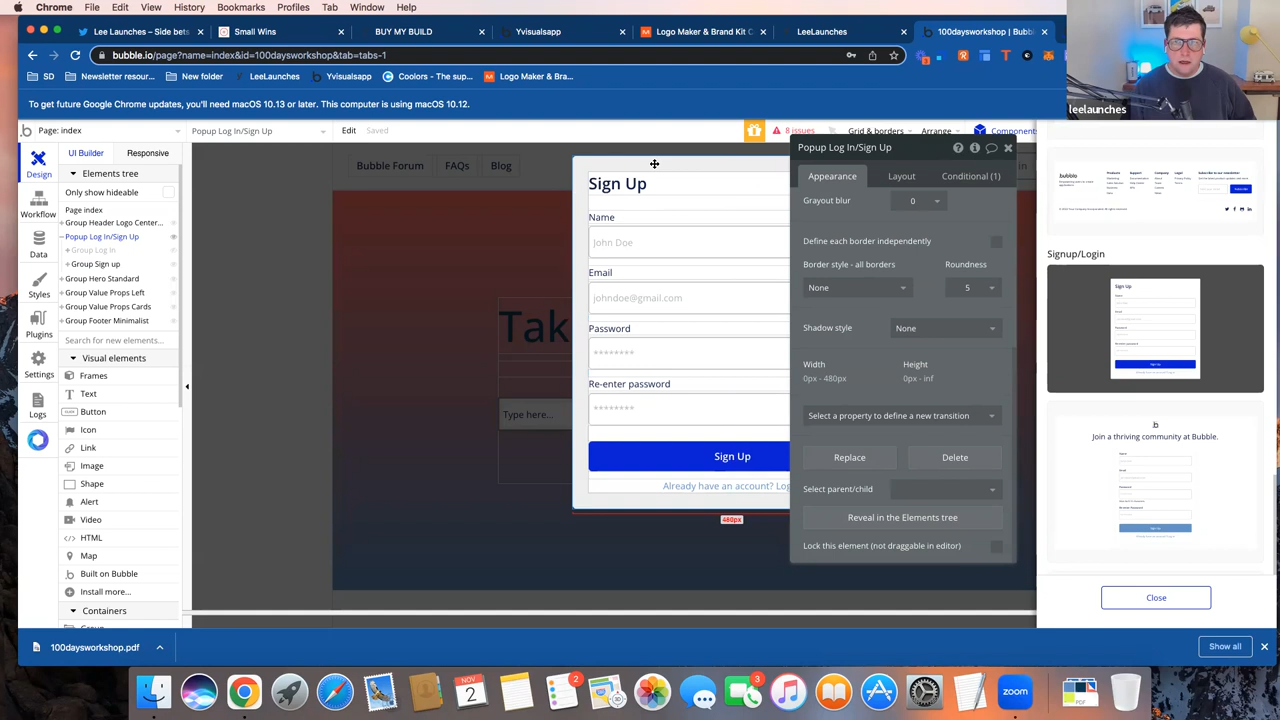 Chrome File Edit View History Bookmarks Profiles Tab Window Help
Lee Launches – Side bets
Small Wins
BUY MY BUILD
Yvisualsapp
Logo Maker & Brand Kit C
LeeLaunches
100daysworkshop | Bubb
bubble.io/page?name=index&id=100daysworkshop&tab=tabs-1
SD
Newsletter resour...
New folder
LeeLaunches
Yvisualsapp
Coolors - The sup...
Logo Maker & Bra...
To get future Google Chrome updates, you'll need macOS 10.13 or later. This computer is using macOS 10.12.
leelaunches
Page: index
Popup Log In/Sign Up
Edit
Saved
8 issues
Grid & borders
Arrange
Components
Design
Workflow
Data
Styles
Plugins
Settings
Logs
UI Builder
Responsive
Elements tree
Only show hideable
Page index
Group Header Logo Center...
Popup Log In/Sign Up
Group Log in
Group Sign up
Group Hero Standard
Group Value Props Left
Group Value Props Cards
Group Footer Minimalist
Search for new elements...
Visual elements
Frames
Text
Button
Icon
Link
Image
Shape
Alert
Video
HTML
Map
Built on Bubble
Install more...
Containers
Bubble Forum
FAQs
Blog
Tak
Type here...
Sign Up
Name
John Doe
Email
johndoe@gmail.com
Password
********
Re-enter password
********
Sign Up
Already have an account? Log
480px
Popup Log In/Sign Up
Appearance
Layout
Conditional (1)
Grayout blur
0
Define each border independently
Border style - all borders
Roundness
None
5
Shadow style
None
Width
Height
0px - 480px
0px - inf
Select a property to define a new transition
Replace
Delete
Select parent/child
Reveal in the Elements tree
Lock this element (not draggable in editor)
Signup/Login
Sign Up
Join a thriving community at Bubble.
Close
100daysworkshop.pdf
Show all
NOV
2
2
3
30
zoom
PDF